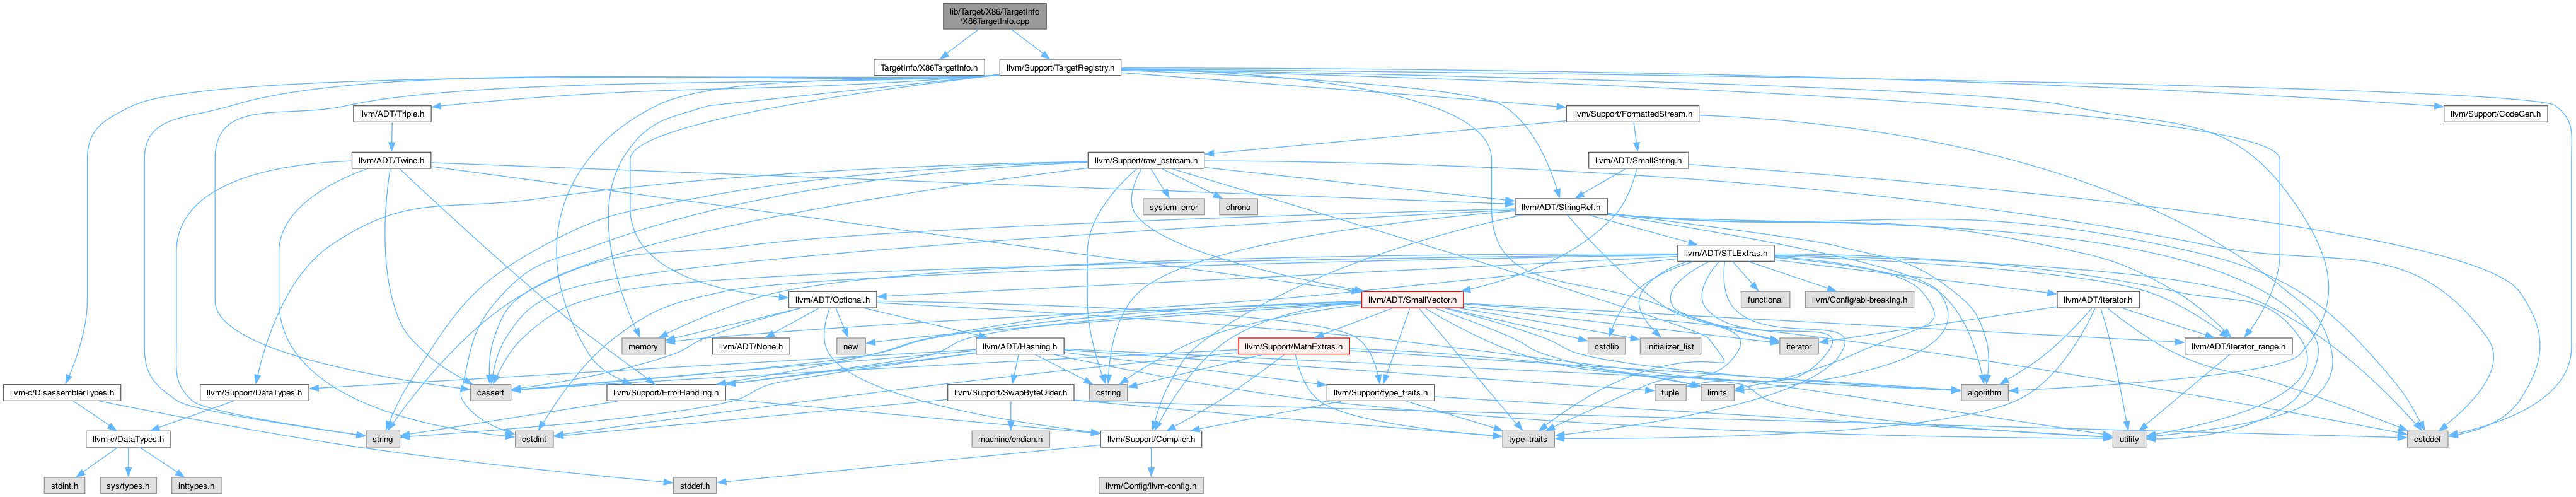 lib/Target/X86/TargetInfo
/X86TargetInfo.cpp
TargetInfo/X86TargetInfo.h
llvm/Support/TargetRegistry.h
llvm/ADT/Triple.h
llvm/Support/FormattedStream.h
llvm/Support/CodeGen.h
llvm/ADT/Twine.h
llvm/Support/raw_ostream.h
llvm/ADT/SmallString.h
system_error
chrono
llvm/ADT/StringRef.h
llvm/ADT/STLExtras.h
llvm/ADT/Optional.h
llvm/ADT/SmallVector.h
functional
llvm/Config/abi-breaking.h
llvm/ADT/iterator.h
memory
llvm/ADT/None.h
new
llvm/ADT/Hashing.h
llvm/Support/MathExtras.h
cstdlib
initializer_list
iterator
llvm/ADT/iterator_range.h
llvm-c/DisassemblerTypes.h
llvm/Support/DataTypes.h
cassert
llvm/Support/ErrorHandling.h
llvm/Support/SwapByteOrder.h
cstring
llvm/Support/type_traits.h
tuple
limits
algorithm
llvm-c/DataTypes.h
string
cstdint
machine/endian.h
llvm/Support/Compiler.h
type_traits
utility
cstddef
stdint.h
sys/types.h
inttypes.h
stddef.h
llvm/Config/llvm-config.h